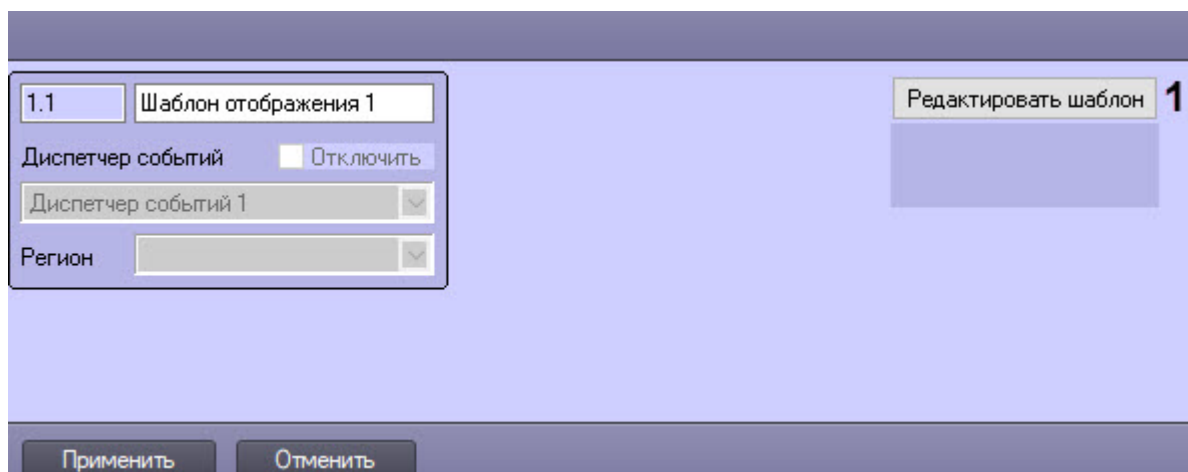 1.1 Шаблон отображения 1
Редактировать шаблон 1
Диспетчер событий Отключить
Диспетчер событий 1
Регион
Применить Отменить